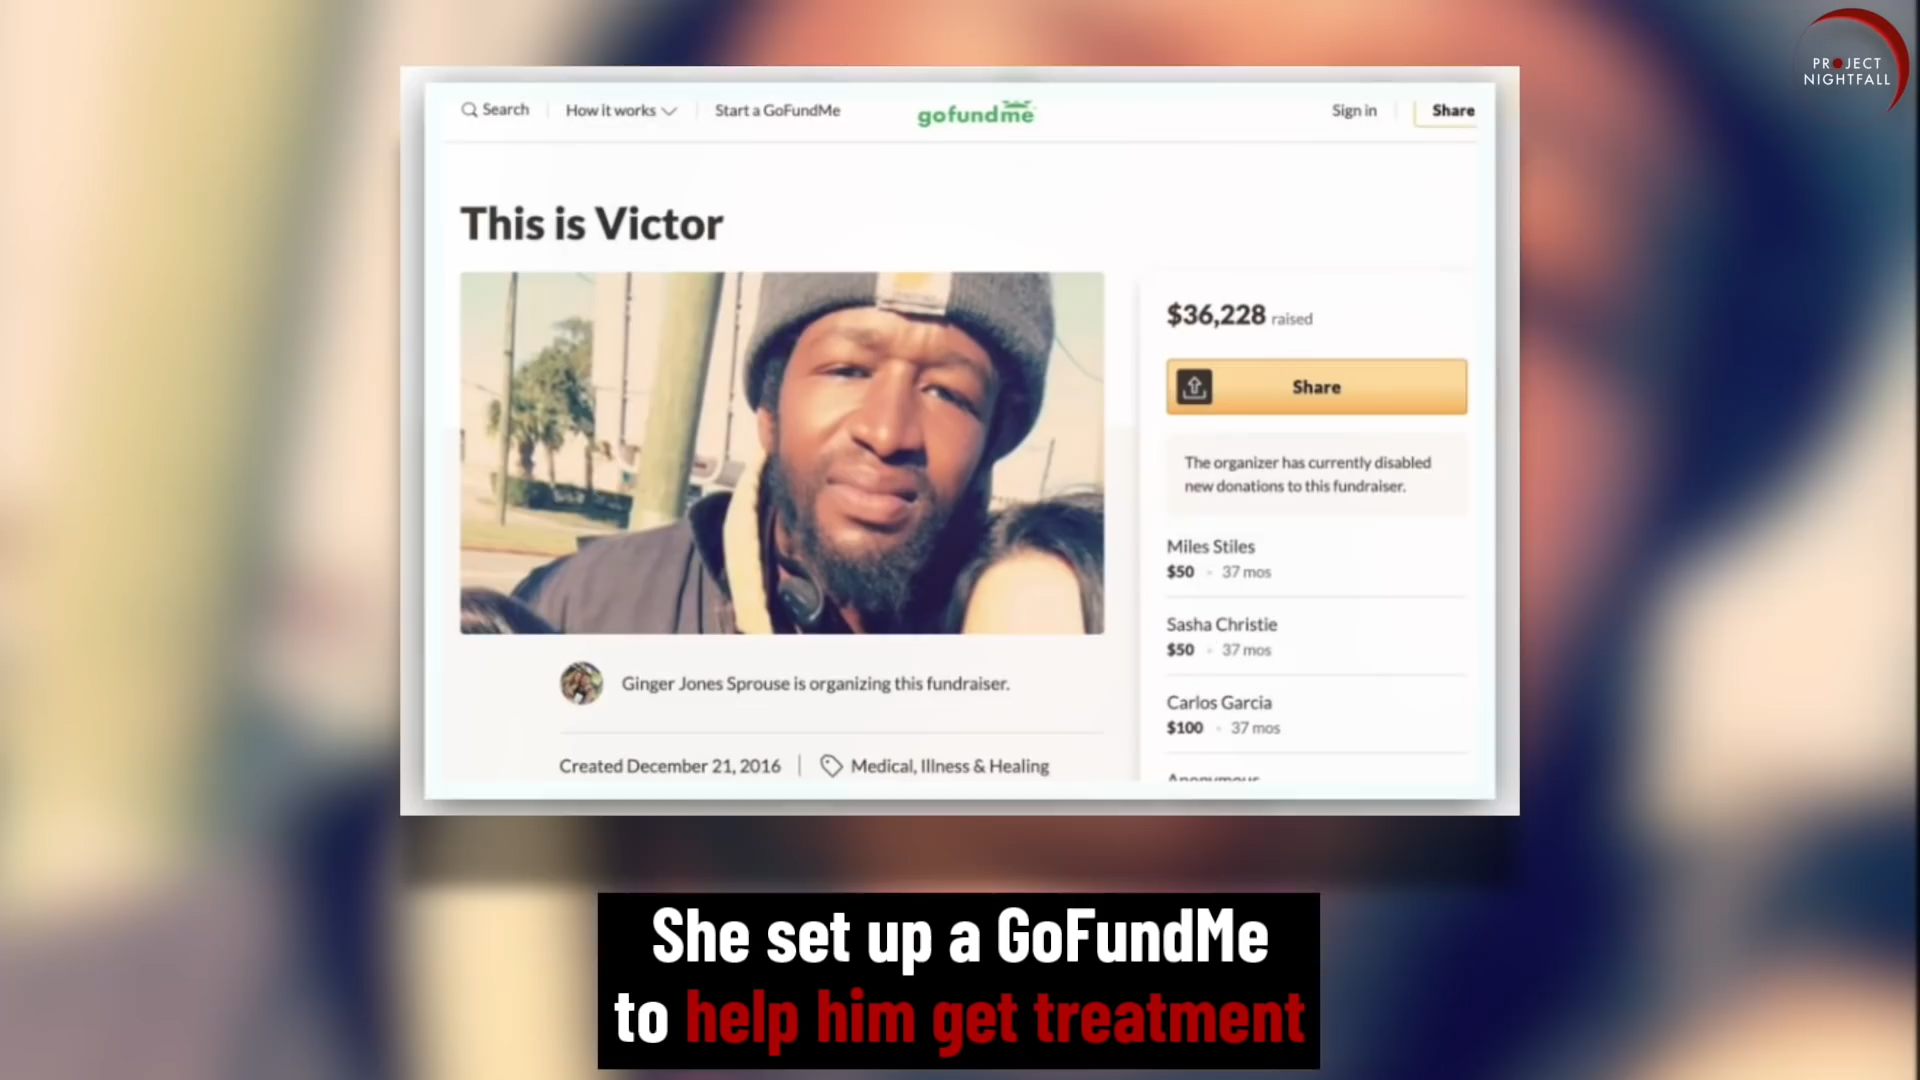 PROJECT
NIGHTFALL
Search
How it works
Start a GoFundMe
gofundme
Sign in
Share
This is Victor
$36,228 raised
Share
The organizer has currently disabled
new donations to this fundraiser.
Miles Stiles
$50 · 37 mos
Sasha Christie
$50 · 37 mos
Carlos Garcia
$100 · 37 mos
Anonymous
Ginger Jones Sprouse is organizing this fundraiser.
Created December 21, 2016 | Medical, Illness & Healing
She set up a GoFundMe
to help him get treatment